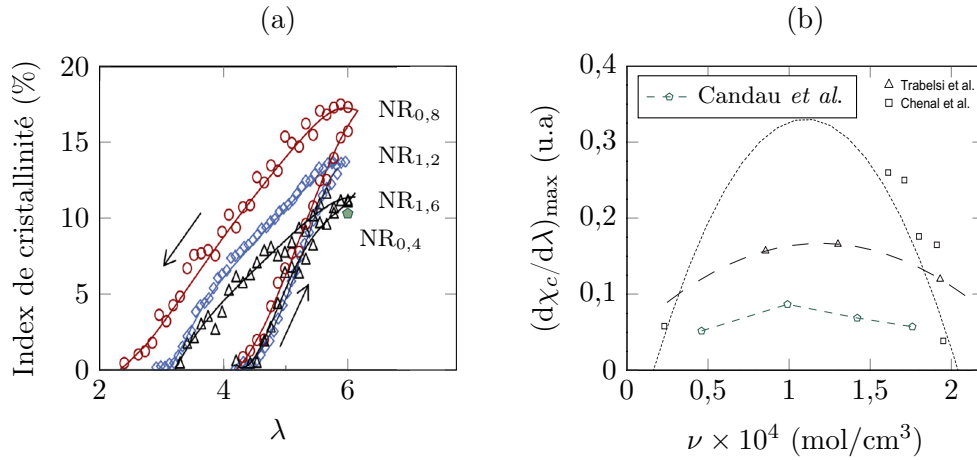 (a)
Index de cristallinité (%)
20
15
10
5
0
2
4
6
λ
NR0,8
NR1,2
NR1,6
NR0,4
(b)
(dχc/dλ)max (u.a)
0,4
0,3
0,2
0,1
0
0
0,5
1
1,5
2
ν × 10^4 (mol/cm^3)
Candau et al.
Trabelsi et al.
Chenal et al.